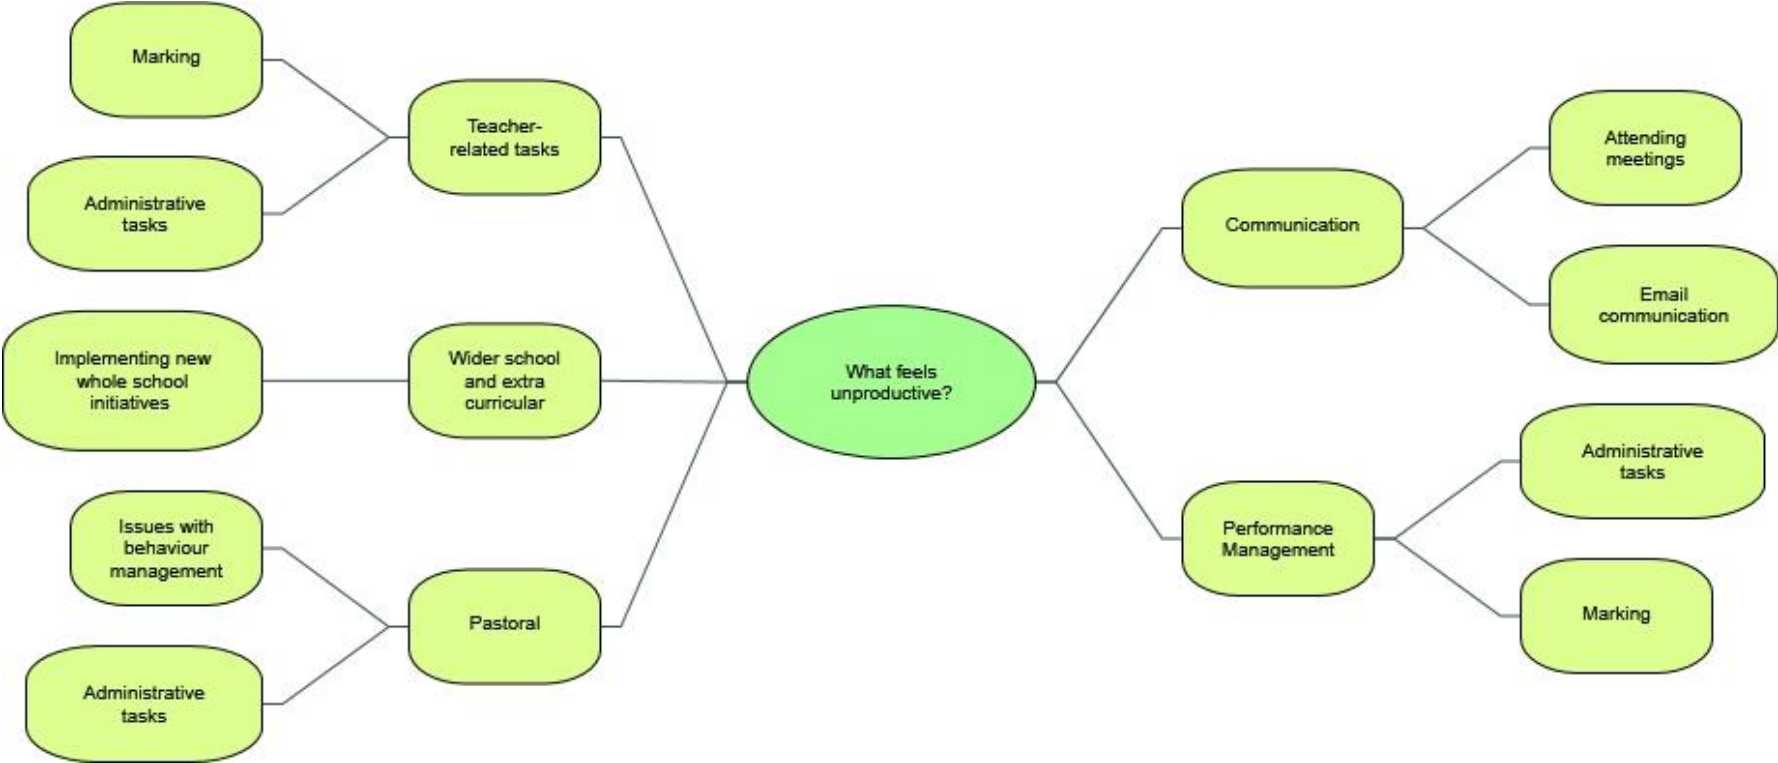 Marking
Teacher-
related tasks
Administrative
tasks
Implementing new
whole school
initiatives
Wider school
and extra
curricular
Issues with
behaviour
management
Pastoral
Administrative
tasks
What feels
unproductive?
Communication
Attending
meetings
Email
communication
Performance
Management
Administrative
tasks
Marking